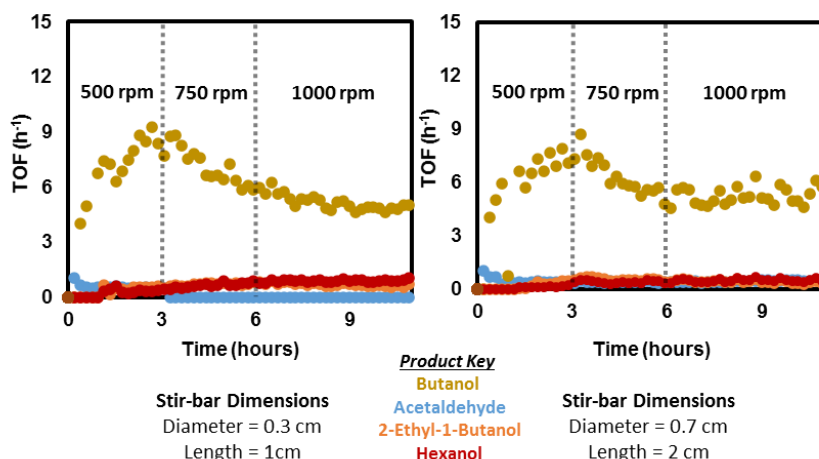 15
12
9
6
3
0
TOF (h⁻¹)
500 rpm
750 rpm
1000 rpm
0
3
6
9
Time (hours)
15
12
9
6
3
0
TOF (h⁻¹)
500 rpm
750 rpm
1000 rpm
0
3
6
9
Time (hours)
Stir-bar Dimensions
Diameter = 0.3 cm
Length = 1cm
Product Key
Butanol
Acetaldehyde
2-Ethyl-1-Butanol
Hexanol
Stir-bar Dimensions
Diameter = 0.7 cm
Length = 2 cm